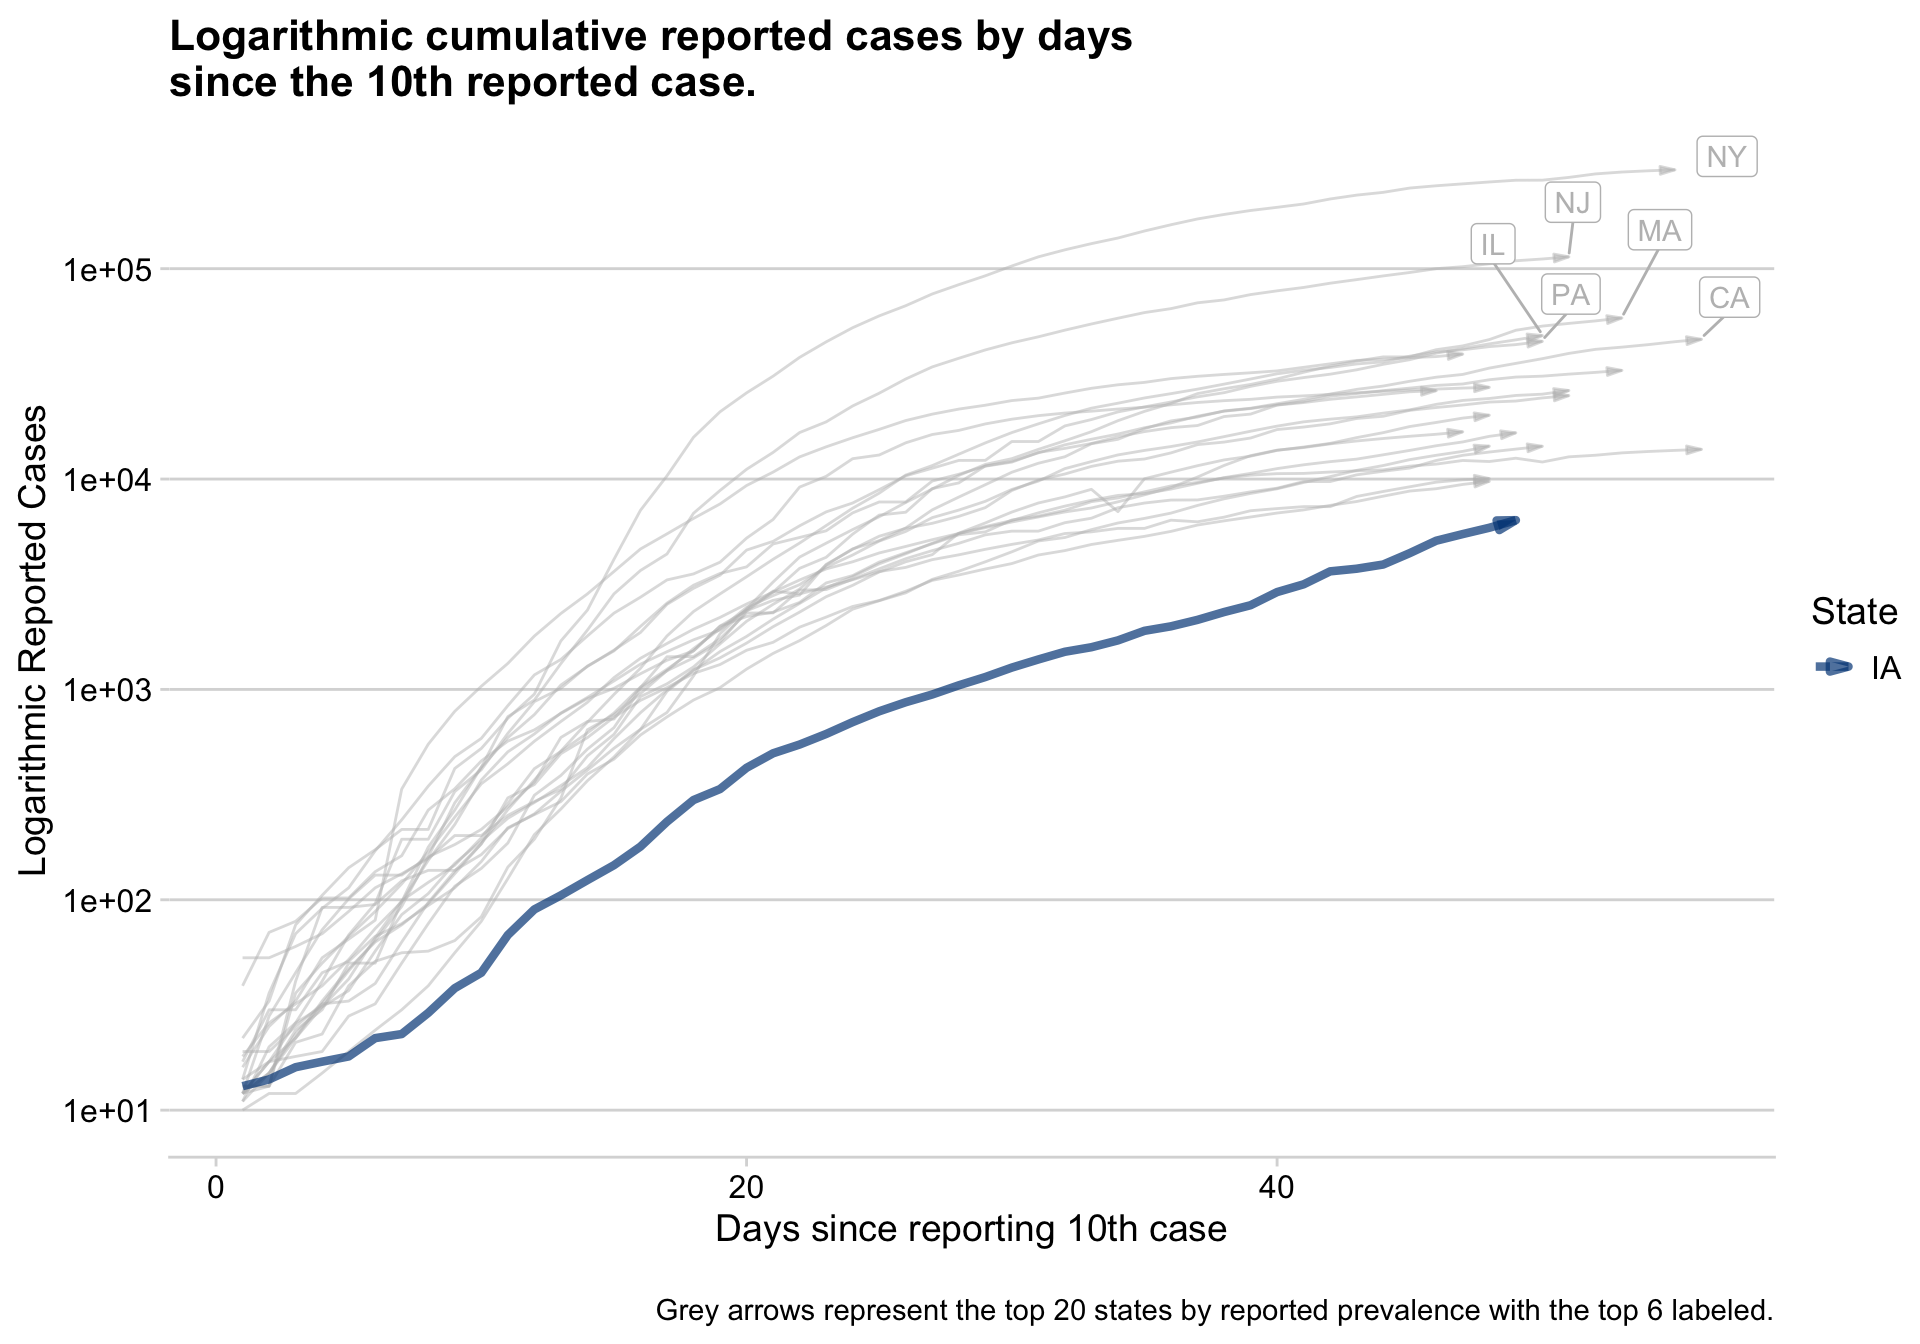 Logarithmic cumulative reported cases by days
since the 10th reported case.
NY
NJ
MA
IL
PA
CA
1e+05
1e+04
1e+03
1e+02
1e+01
Logarithmic Reported Cases
State
IA
0
20
40
Days since reporting 10th case
Grey arrows represent the top 20 states by reported prevalence with the top 6 labeled.